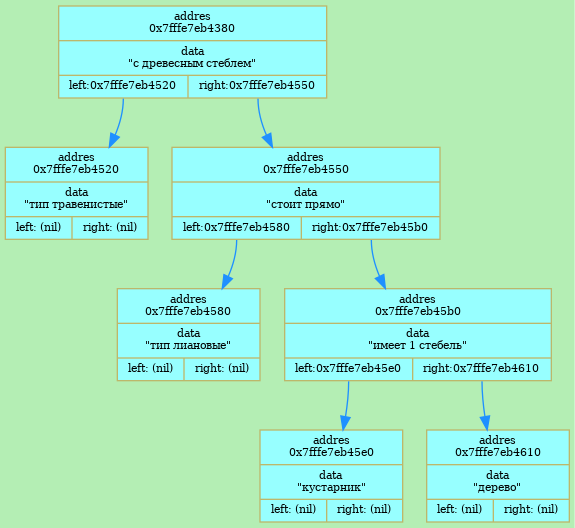 addres
0x7fffe7eb4380
data
"с древесным стеблем"
left:0x7fffe7eb4520 right:0x7fffe7eb4550
addres
0x7fffe7eb4520
data
"тип травенистые"
left: (nil) right: (nil)
addres
0x7fffe7eb4550
data
"стоит прямо"
left:0x7fffe7eb4580 right:0x7fffe7eb45b0
addres
0x7fffe7eb4580
data
"тип лиановые"
left: (nil) right: (nil)
addres
0x7fffe7eb45b0
data
"имеет 1 стебель"
left:0x7fffe7eb45e0 right:0x7fffe7eb4610
addres
0x7fffe7eb45e0
data
"кустарник"
left: (nil) right: (nil)
addres
0x7fffe7eb4610
data
"дерево"
left: (nil) right: (nil)